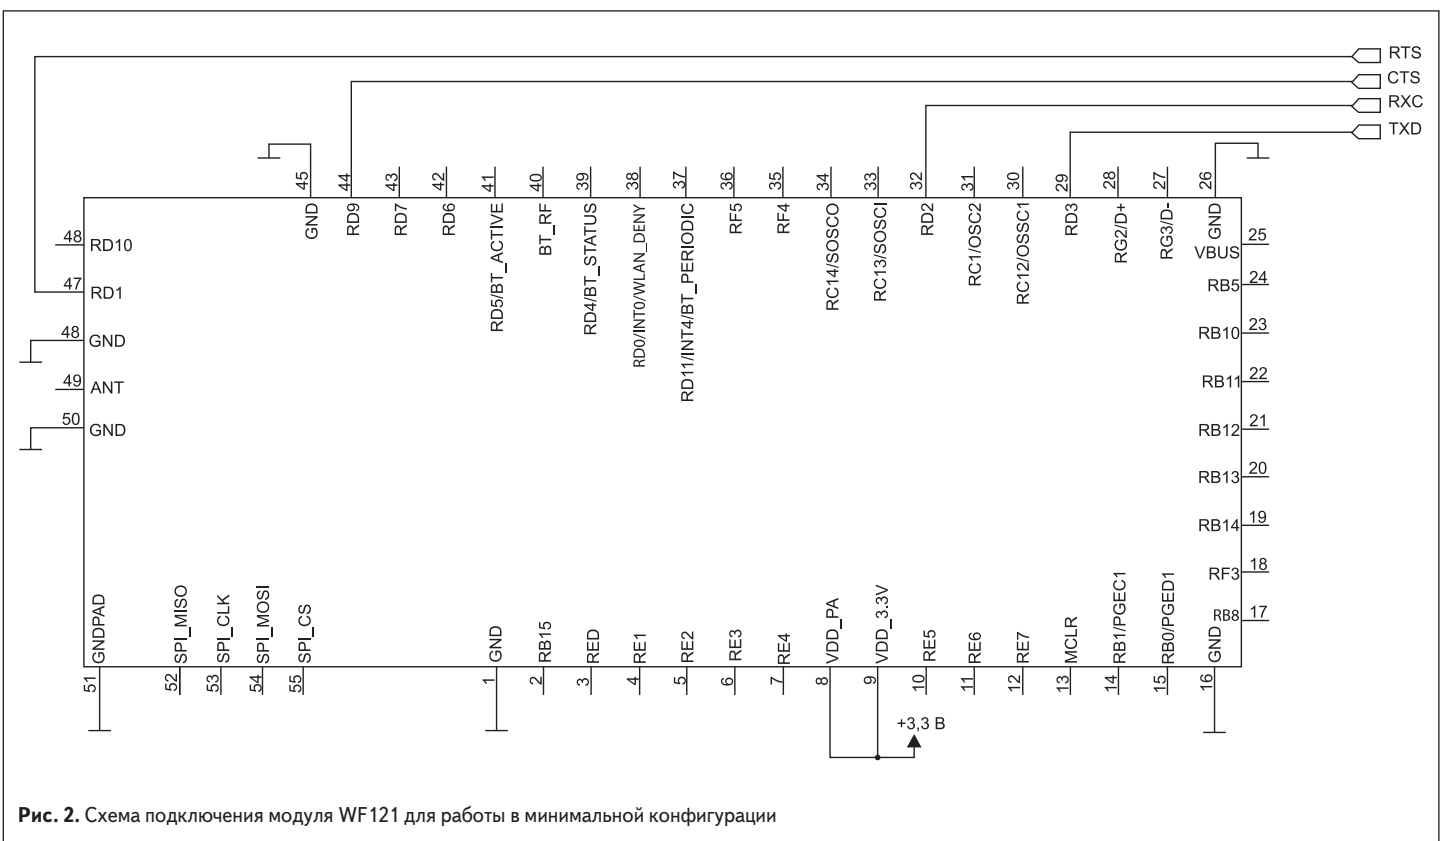 RTS
CTS
RXC
TXD
45
44
43
42
41
40
39
38
37
36
35
34
33
32
31
30
29
28
27
26
GND
RD9
RD7
RD6
RD5/BT_ACTIVE
BT_RF
RD4/BT_STATUS
RD0/INT0/WLAN_DENY
RD11/INT4/BT_PERIODIC
RF5
RF4
RC14/SOSCO
RC13/SOSCI
RD2
RC1/OSC2
RC12/OSSC1
RD3
RG2/D+
RG3/D-
GND
48 RD10
47 RD1
48 GND
49 ANT
50 GND
VBUS 25
RB5 24
RB10 23
RB11 22
RB12 21
RB13 20
RB14 19
RF3 18
RB8 17
GNDPAD
SPI_MISO
SPI_CLK
SPI_MOSI
SPI_CS
GND
RB15
RED
RE1
RE2
RE3
RE4
VDD_PA
VDD_3.3V
RE5
RE6
RE7
MCLR
RB1/PGEC1
RB0/PGED1
GND
51
52
53
54
55
1
2
3
4
5
6
7
8
9
10
11
12
13
14
15
16
+3,3 В
Рис. 2. Схема подключения модуля WF121 для работы в минимальной конфигурации